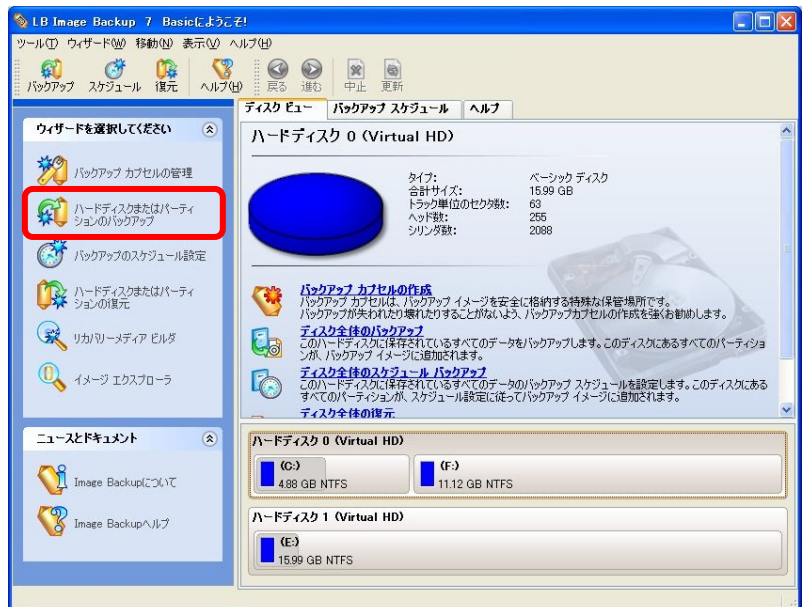 LB Image Backup 7 Basicにようこそ!
ツール(T) ウィザード(W) 移動(N) 表示(V) ヘルプ(H)
バックアップ スケジュール 復元 ヘルプ(H) 戻る 進む 中止 更新
ディスク ビュー バックアップ スケジュール ヘルプ
ウィザードを選択してください
バックアップ カプセルの管理
ハードディスクまたはパーティ
ションのバックアップ
バックアップのスケジュール設定
ハードディスクまたはパーティ
ションの復元
リカバリーメディア ビルダ
イメージ エクスプローラ
ニュースとドキュメント
Image Backupについて
Image Backupヘルプ
ハードディスク 0 (Virtual HD)
タイプ: ベーシック ディスク
合計サイズ: 15.99 GB
トラック単位のセクタ数: 63
ヘッド数: 255
シリンダ数: 2088
バックアップ カプセルの作成
バックアップ カプセルは、バックアップ イメージを安全に格納する特殊な保管場所です。
バックアップが失われたり壊れたりすることがないよう、バックアップカプセルの作成を強くお勧めします。
ディスク全体のバックアップ
このハードディスクに保存されているすべてのデータをバックアップします。このディスクにあるすべてのパーティショ
ンが、バックアップ イメージに追加されます。
ディスク全体のスケジュール バックアップ
このハードディスクに保存されているすべてのデータのバックアップ スケジュールを設定します。このディスクにある
すべてのパーティションが、スケジュール設定に従ってバックアップ イメージに追加されます。
ディスク全体の復元
ハードディスク 0 (Virtual HD)
(C:) (F:)
4.88 GB NTFS 11.12 GB NTFS
ハードディスク 1 (Virtual HD)
(E:)
15.99 GB NTFS